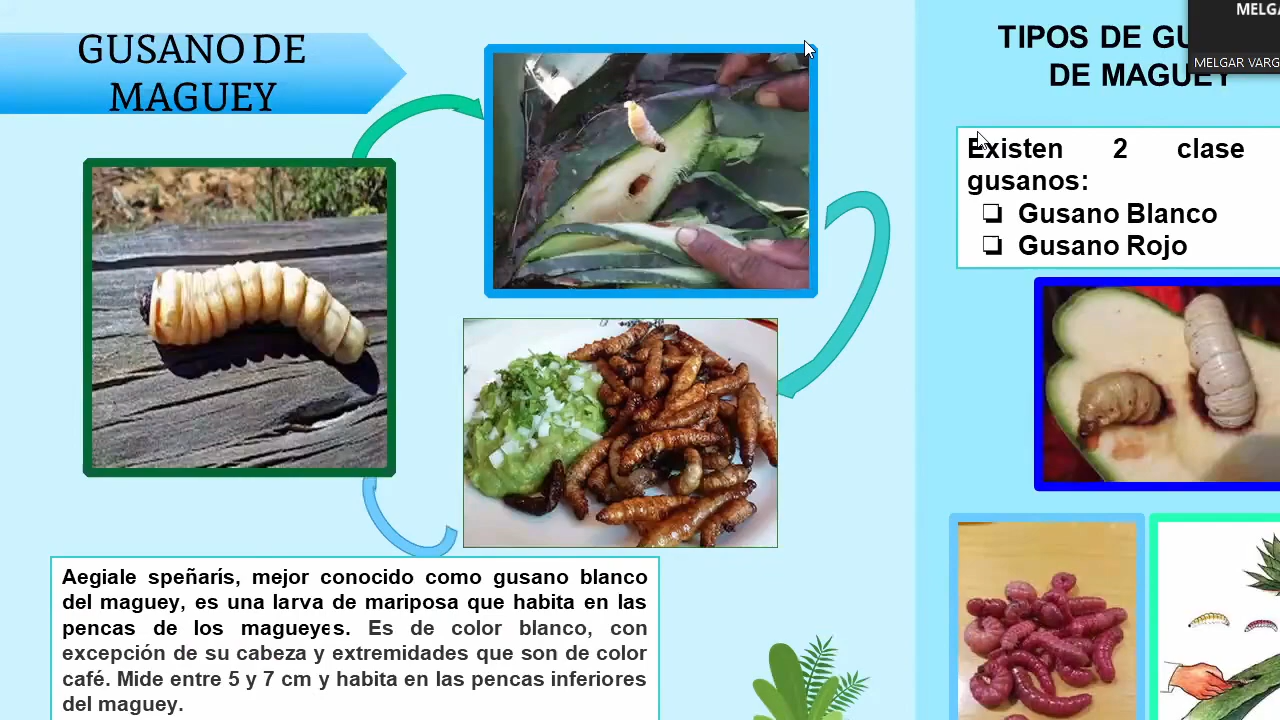 GUSANO DE
MAGUEY
Aegiale speñarís, mejor conocido como gusano blanco
del maguey, es una larva de mariposa que habita en las
pencas de los magueyes. Es de color blanco, con
excepción de su cabeza y extremidades que son de color
café. Mide entre 5 y 7 cm y habita en las pencas inferiores
del maguey.
TIPOS DE
DE MAGUEY
Existen 2 clase
gusanos:
❏ Gusano Blanco
❏ Gusano Rojo
MELGAR